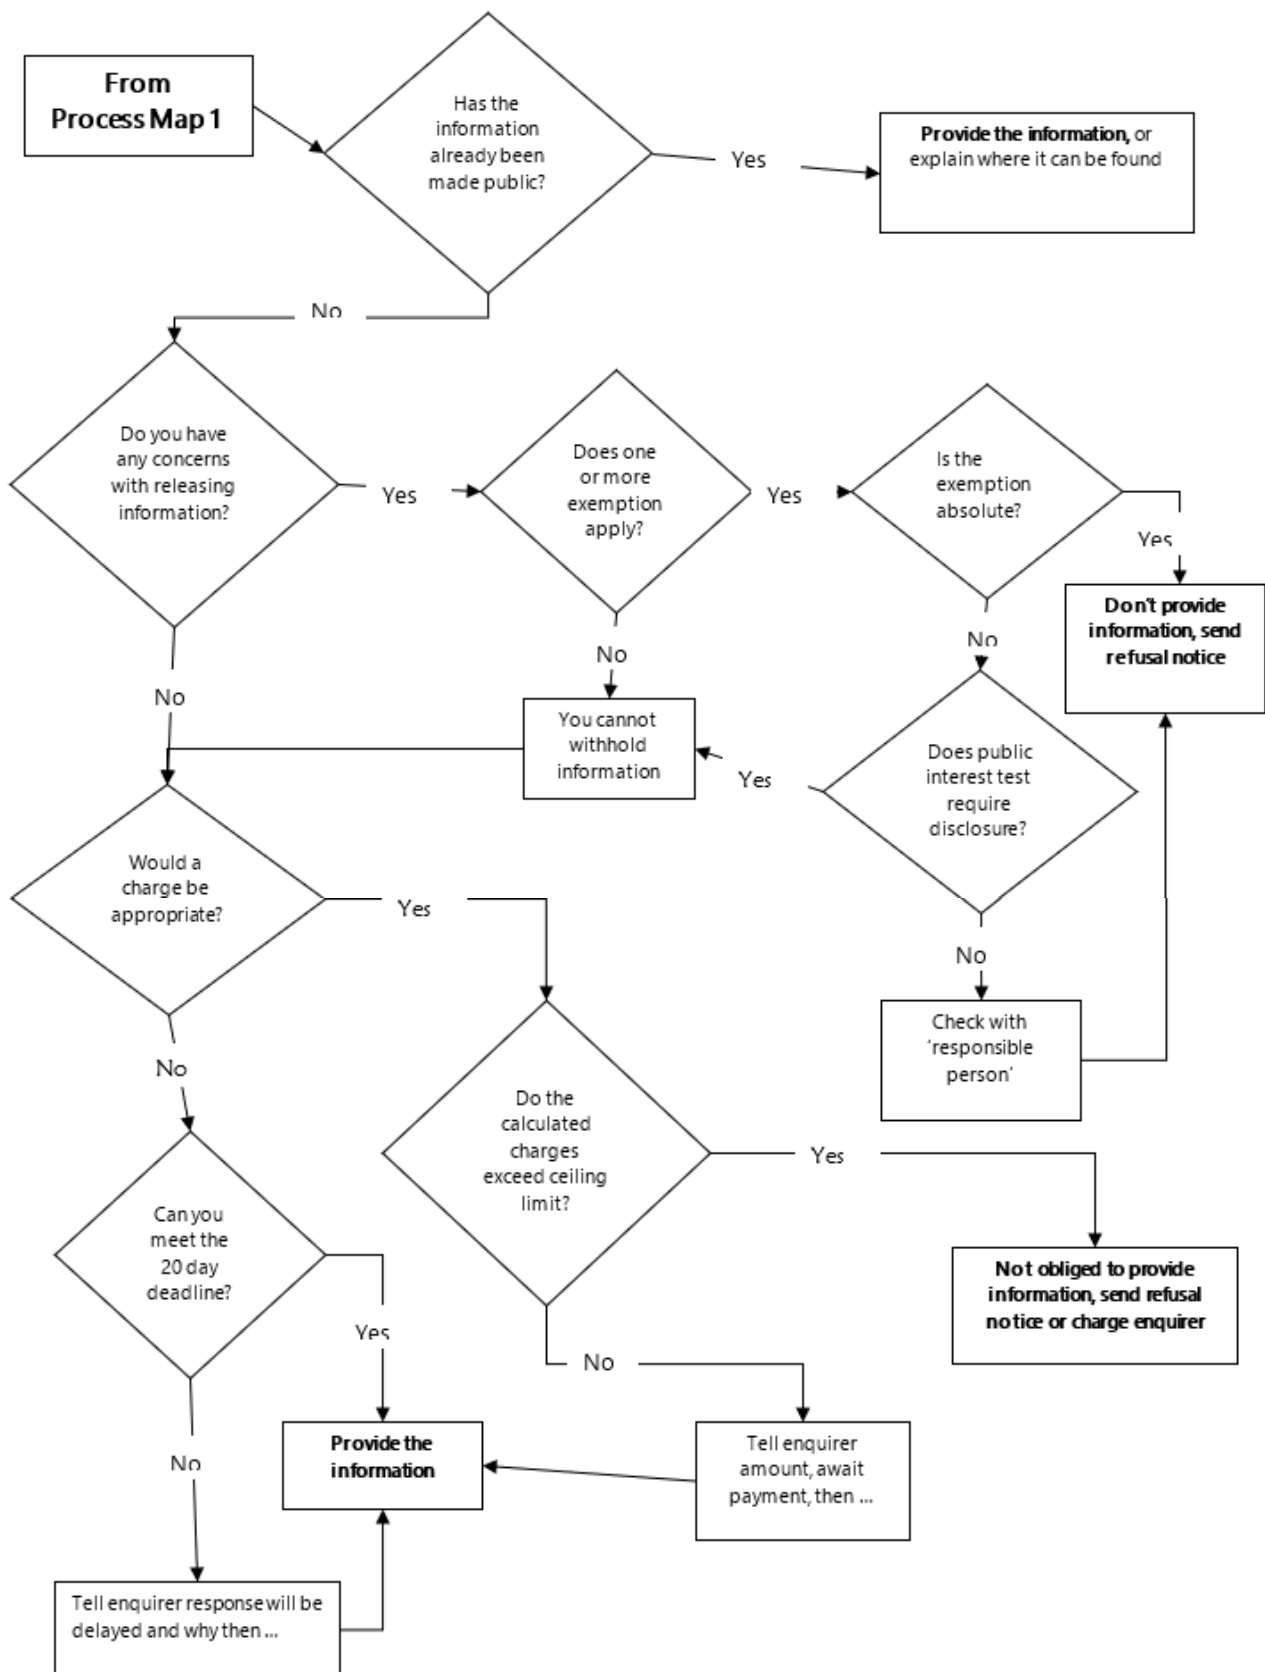 From
Process Map 1
Has the
information
already been
made public?
Yes
Provide the information, or
explain where it can be found
No
Do you have
any concerns
with releasing
information?
Yes
Does one
or more
exemption
apply?
Yes
Is the
exemption
absolute?
Yes
Don't provide
information, send
refusal notice
No
No
No
You cannot
withhold
information
Yes
Does public
interest test
require
disclosure?
Would a
charge be
appropriate?
Yes
No
Check with
‘responsible
person’
No
Do the
calculated
charges
exceed ceiling
limit?
Yes
Can you
meet the
20 day
deadline?
Not obliged to provide
information, send refusal
notice or charge enquirer
Yes
No
No
Provide the
information
Tell enquirer
amount, await
payment, then ...
Tell enquirer response will be
delayed and why then ...